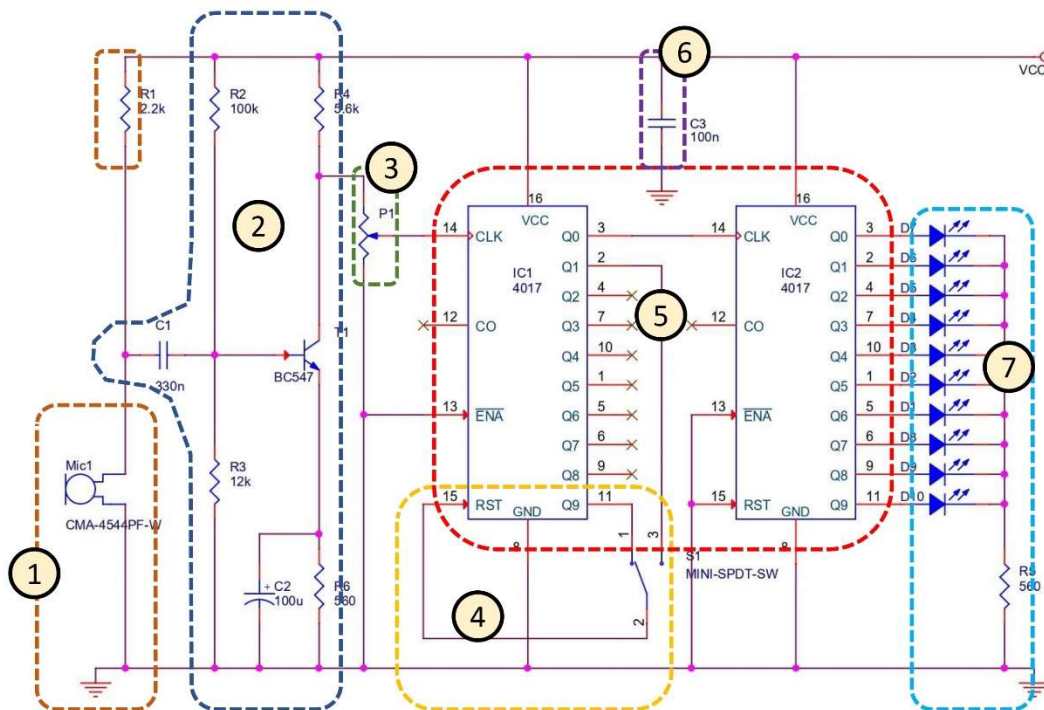 6
VCC
R1
2.2k
R2
100k
R4
5.6k
C3
100n
3
P1
2
16
VCC
14
CLK
Q0
3
IC1
4017
Q1
2
Q2
4
12
CO
Q3
7
Q4
10
Q5
1
13
ENA
Q6
5
Q7
6
Q8
9
15
RST
Q9
11
GND
8
5
16
VCC
14
CLK
Q0
3
D7
IC2
4017
Q1
2
D6
Q2
4
D5
12
CO
Q3
7
D4
Q4
10
D3
Q5
1
D2
13
ENA
Q6
5
D1
Q7
6
D8
Q8
9
D9
15
RST
Q9
11
D10
GND
8
7
C1
330n
T1
BC547
Mic1
CMA-4544PF-W
R3
12k
1
C2
100u
+
R6
560
4
1
3
2
S1
MINI-SPDT-SW
R5
560